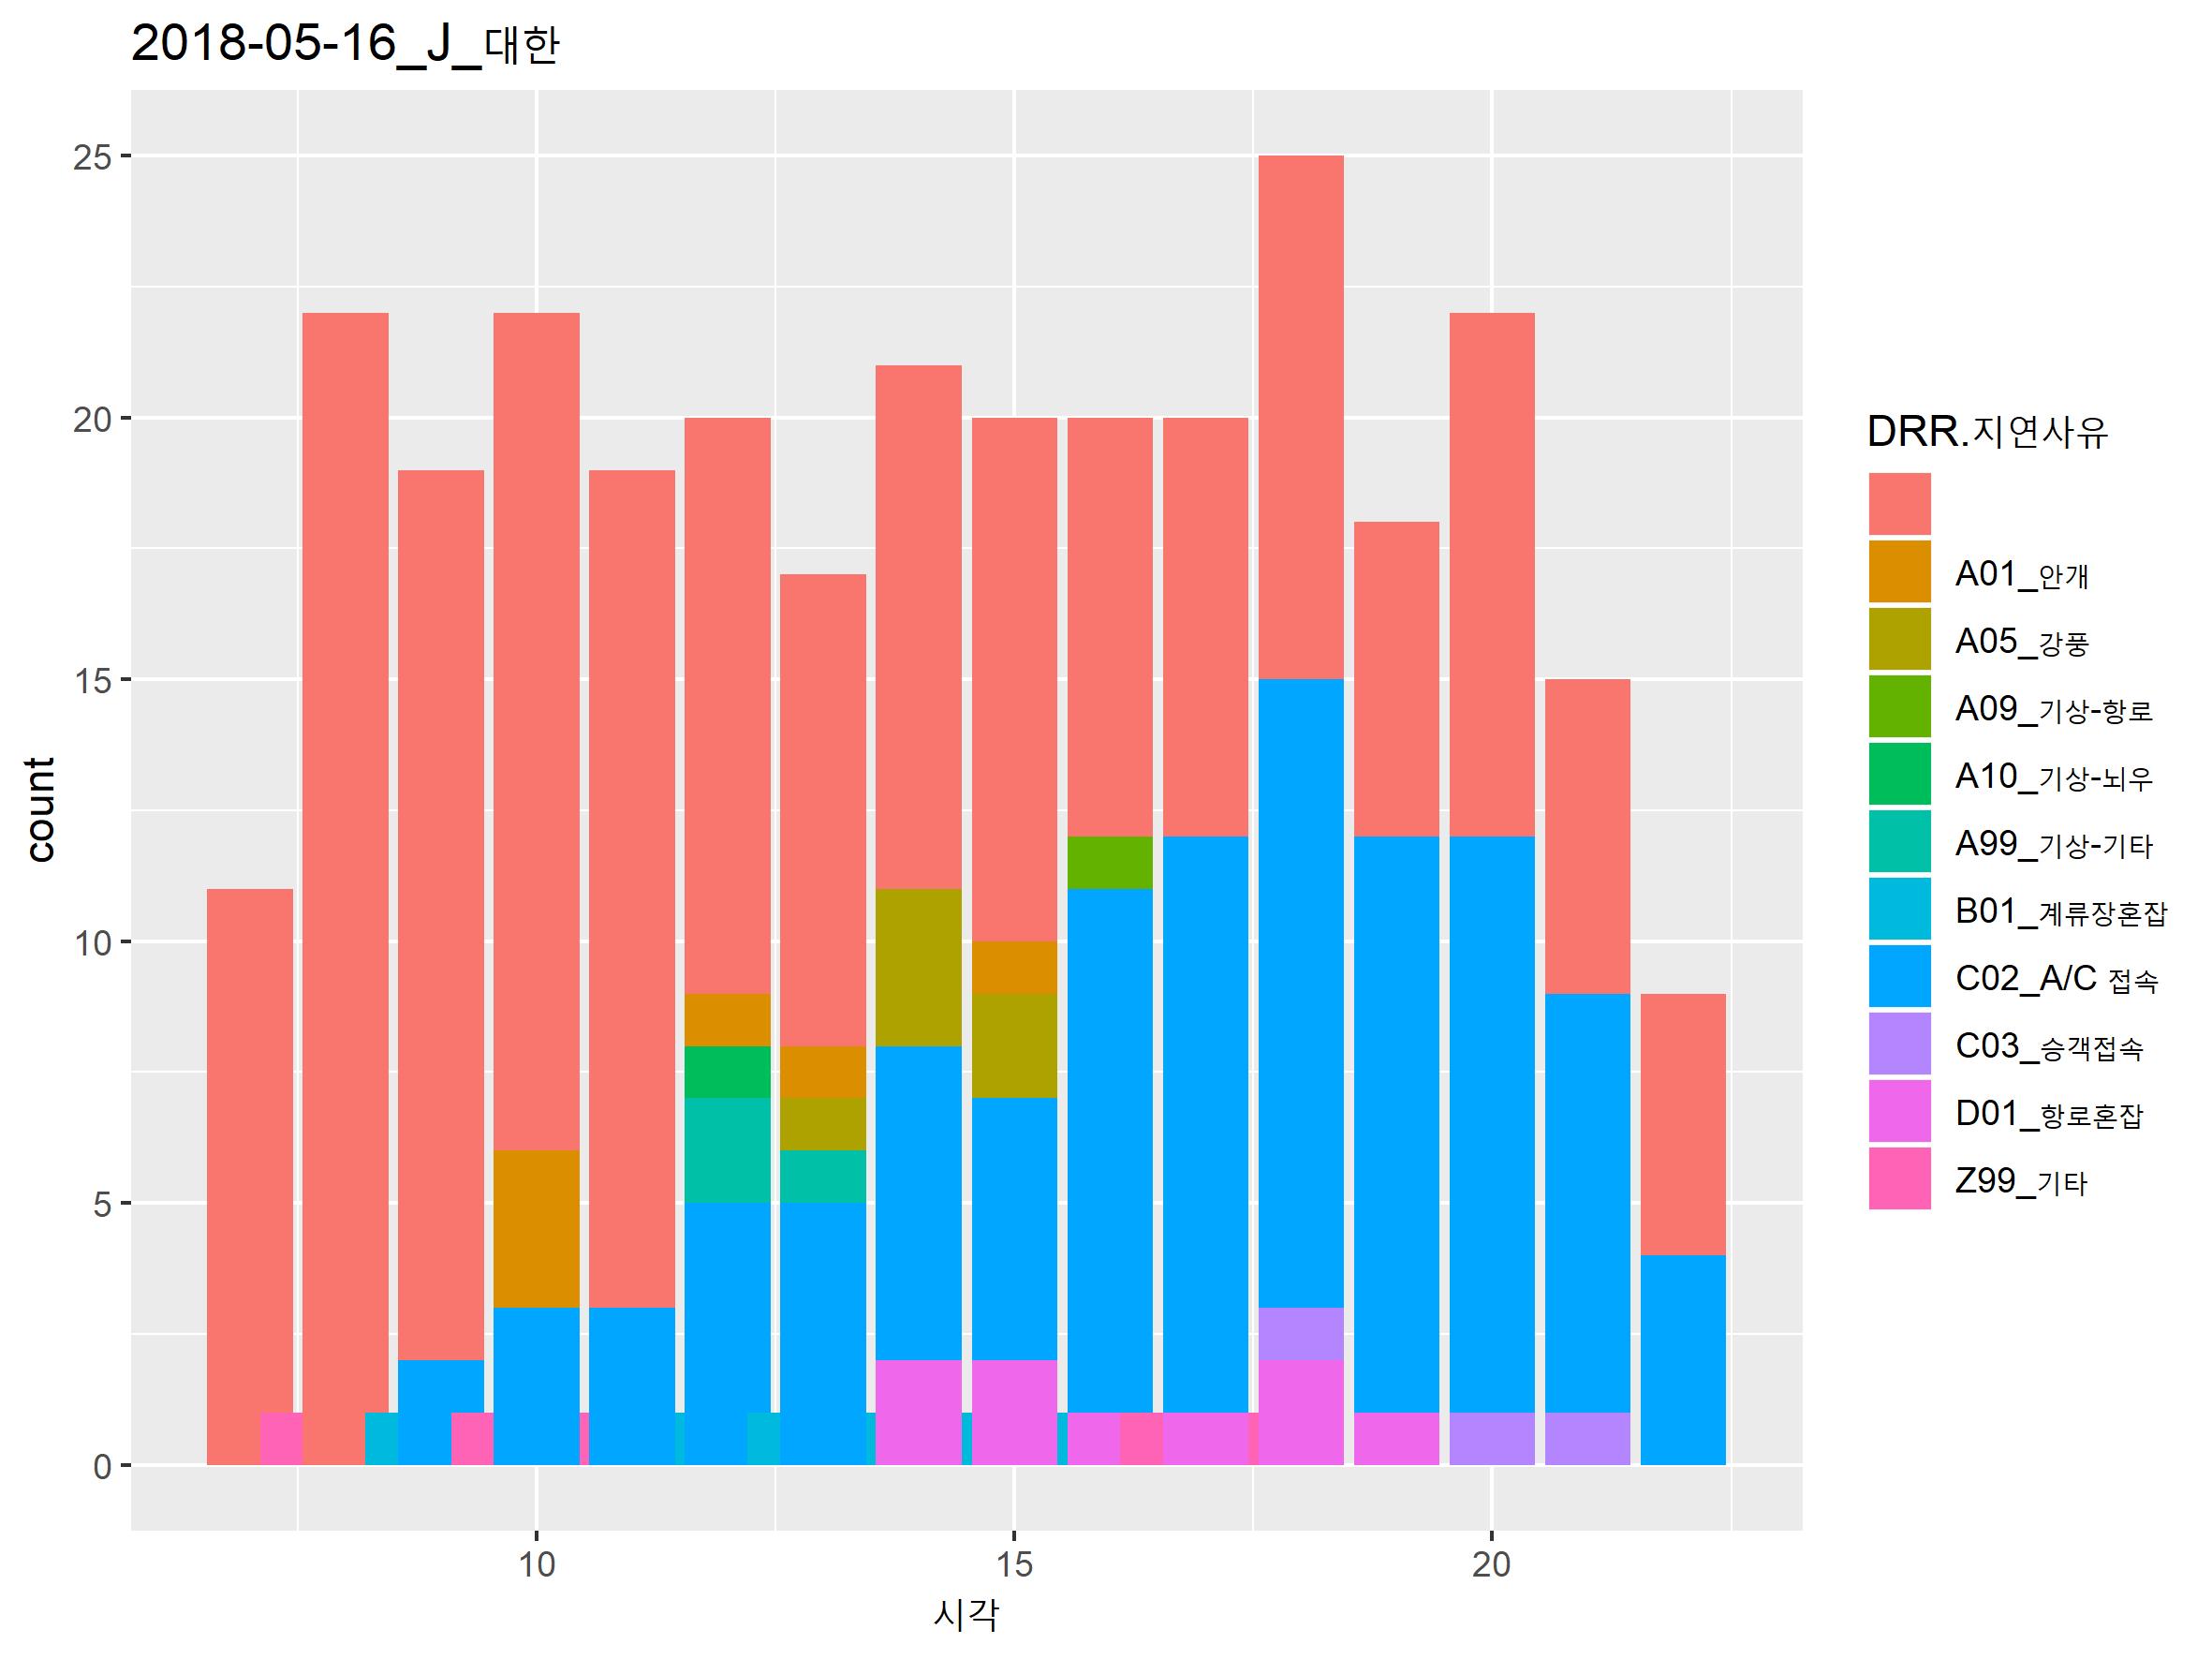 2018-05-16_J_대한
25
20
15
10
5
0
count
10 15 20
시각
DRR.지연사유
A01_안개
A05_강풍
A09_기상-항로
A10_기상-뇌우
A99_기상-기타
B01_계류장혼잡
C02_A/C 접속
C03_승객접속
D01_항로혼잡
Z99_기타